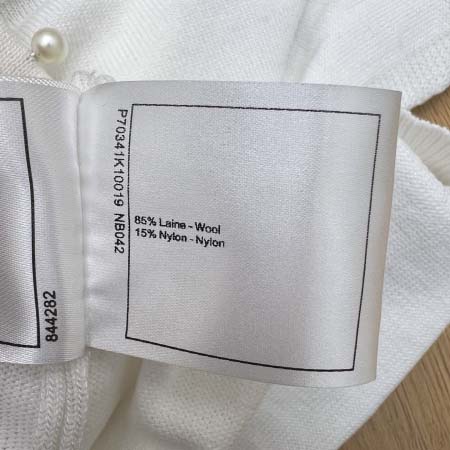 P70341K10019 NB042
85% Laine - Wool
15% Nylon - Nylon
844282